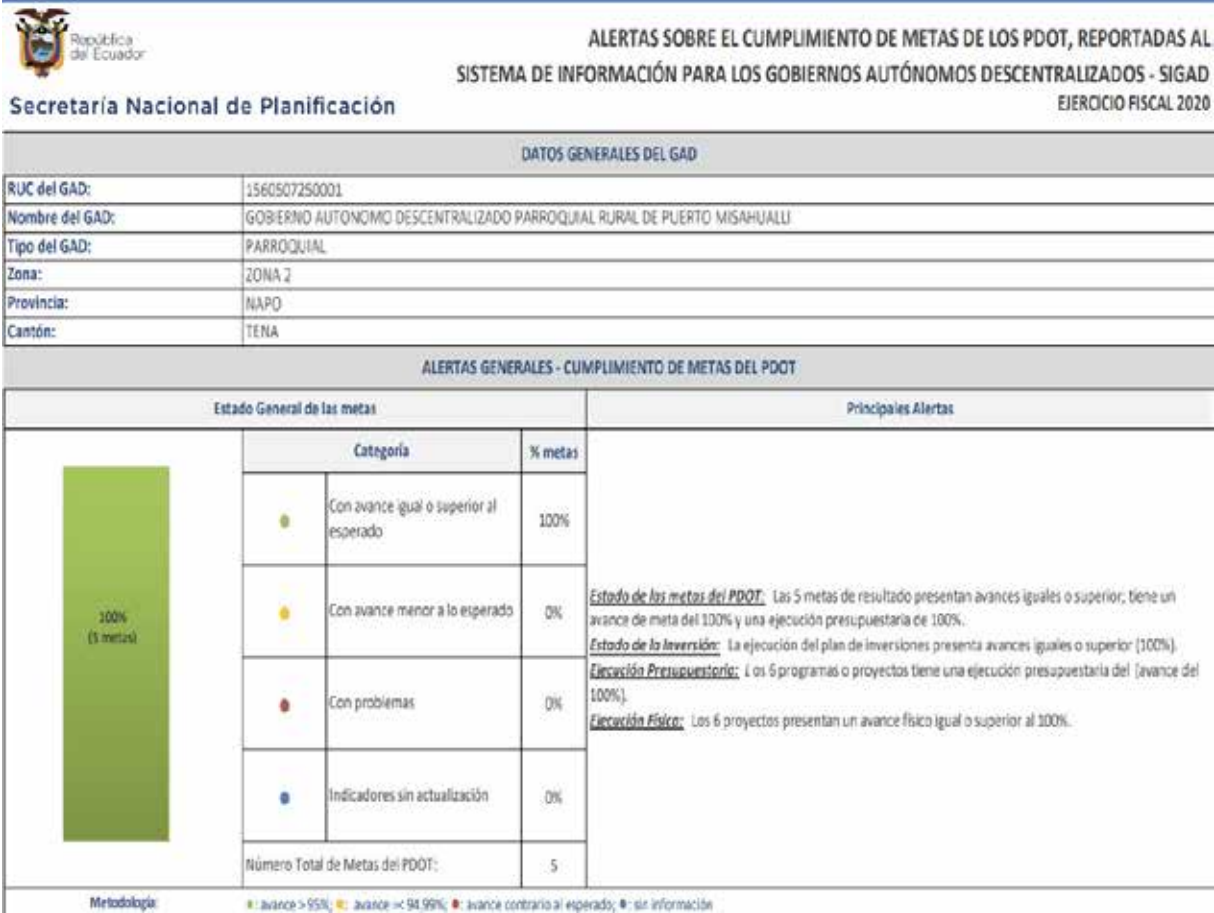 República
del Ecuador
Secretaría Nacional de Planificación
ALERTAS SOBRE EL CUMPLIMIENTO DE METAS DE LOS PDOT, REPORTADAS AL
SISTEMA DE INFORMACIÓN PARA LOS GOBIERNOS AUTÓNOMOS DESCENTRALIZADOS - SIGAD
EJERCICIO FISCAL 2020
DATOS GENERALES DEL GAD
RUC del GAD: 1560507250001
Nombre del GAD: GOBIERNO AUTONOMO DESCENTRALIZADO PARROQUIAL RURAL DE PUERTO MISAHUALLI
Tipo del GAD: PARROQUIAL
Zona: ZONA 2
Provincia: NAPO
Cantón: TENA
ALERTAS GENERALES - CUMPLIMIENTO DE METAS DEL PDOT
Estado General de las metas
Principales Alertas
Categoría % metas
100%
(5 metas)
Con avance igual o superior al
esperado
100%
Con avance menor a lo esperado 0%
Con problemas 0%
Indicadores sin actualización 0%
Número Total de Metas del PDOT: 5
Estado de las metas del PDOT: Las 5 metas de resultado presentan avances iguales o superior, tiene un
avance de meta del 100% y una ejecución presupuestaria de 100%.
Estado de la Inversión: La ejecución del plan de inversiones presenta avances iguales o superior (100%).
Ejecución Presupuestaria: Los 6 programas o proyectos tiene una ejecución presupuestaria del (avance del
100%).
Ejecución Física: Los 6 proyectos presentan un avance físico igual o superior al 100%.
Metodología: ●: avance > 95%; ●: avance =< 94,99%; ●: avance contrario al esperado; ●: sin información